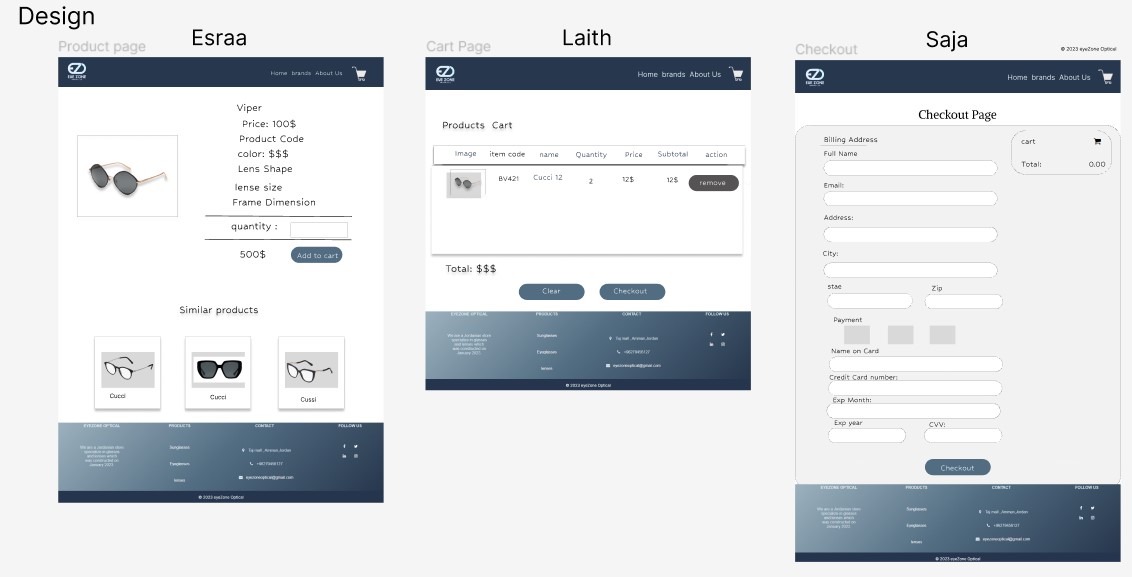 Design
Product page
Esraa
EYE ZONE
Home brands About Us
Viper
Price: 100$
Product Code
color: $$$
Lens Shape
lense size
Frame Dimension
quantity :
500$
Add to cart
Similar products
Cucci
Cucci
Cussi
EYEZONE OPTICAL
PRODUCTS
CONTACT
FOLLOW US
We are a Jordanian store
specialize in glasses
and lenses which
was constructed on
January 2023
Sunglasses
Eyeglasses
lenses
Taj mall , Amman,Jordan
eyezoneoptical@gmail.com
© 2023 eyeZone Optical
Cart Page
Laith
EYE ZONE
Home brands About Us
Products Cart
Image item code name Quantity Price Subtotal action
BV421 Cucci 12 2 12$ 12$ remove
Total: $$$
Clear
Checkout
EYEZONE OPTICAL
PRODUCTS
CONTACT
FOLLOW US
We are a Jordanian store
specialize in glasses
and lenses which
was constructed on
January 2023
Sunglasses
Eyeglasses
lenses
Taj mall , Amman,Jordan
eyezoneoptical@gmail.com
© 2023 eyeZone Optical
Checkout
Saja
© 2023 eyeZone Optical
EYE ZONE
Home brands About Us
Checkout Page
Billing Address
Full Name
Email:
Address:
City:
stae
Zip
Payment
Name on Card
Credit Card number:
Exp Month:
Exp year
CVV:
Checkout
cart
Total: 0.00
EYEZONE OPTICAL
PRODUCTS
CONTACT
FOLLOW US
We are a Jordanian store
specialize in glasses
and lenses which
was constructed on
January 2023
Sunglasses
Eyeglasses
lenses
Taj mall , Amman,Jordan
eyezoneoptical@gmail.com
© 2023 eyeZone Optical